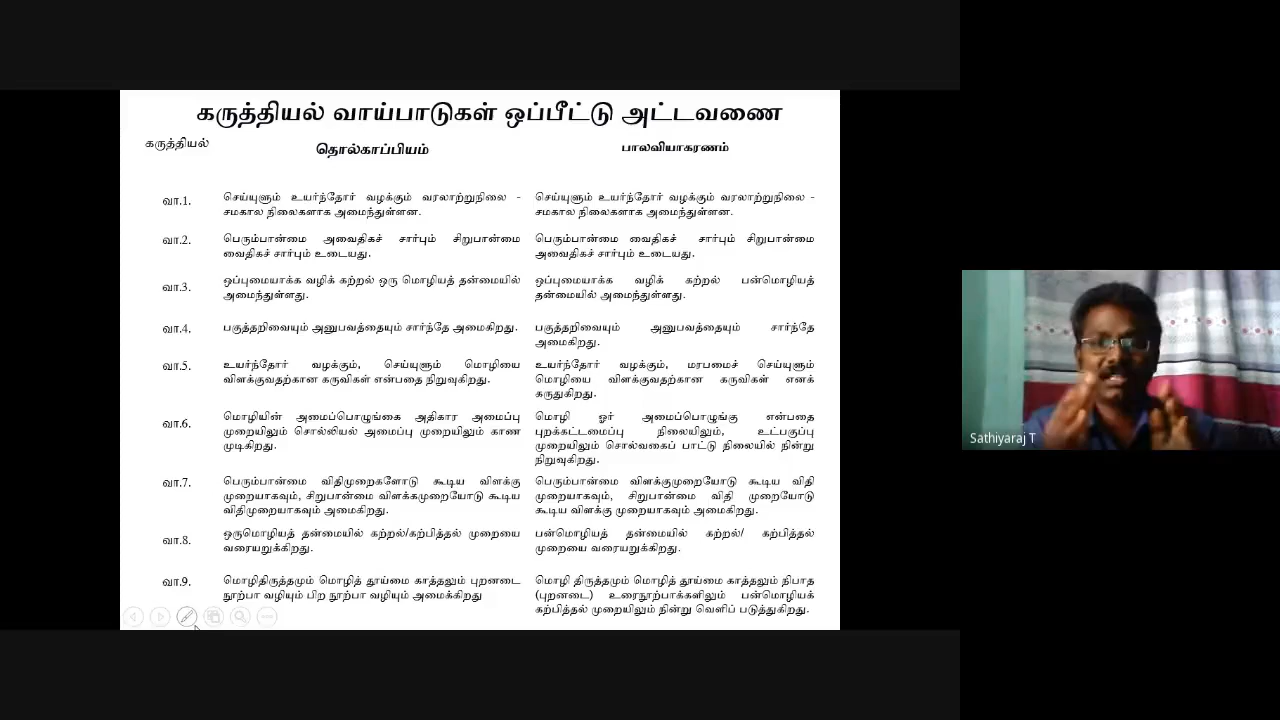 கருத்தியல் வாய்பாடுகள் ஒப்பீட்டு அட்டவணை
கருத்தியல்
தொல்காப்பியம்
பாலவியாகரணம்
வா.1.
செய்யுளும் உயர்ந்தோர் வழக்கும் வரலாற்றுநிலை -
சமகால நிலைகளாக அமைந்துள்ளன.
செய்யுளும் உயர்ந்தோர் வழக்கும் வரலாற்றுநிலை -
சமகால நிலைகளாக அமைந்துள்ளன.
வா.2.
பெரும்பான்மை அவைதிகச் சார்பும் சிறுபான்மை
வைதிகச் சார்பும் உடையது.
பெரும்பான்மை வைதிகச் சார்பும் சிறுபான்மை
அவைதிகச் சார்பும் உடையது.
வா.3.
ஒப்புமையாக்க வழிக் கற்றல் ஒரு மொழியத் தன்மையில்
அமைந்துள்ளது.
ஒப்புமையாக்க வழிக் கற்றல் பன்மொழியத்
தன்மையில் அமைந்துள்ளது.
வா.4.
பகுத்தறிவையும் அனுபவத்தையும் சார்ந்தே அமைகிறது.
பகுத்தறிவையும் அனுபவத்தையும் சார்ந்தே
அமைகிறது.
வா.5.
உயர்ந்தோர் வழக்கும், செய்யுளும் மொழியை
விளக்குவதற்கான கருவிகள் என்பதை நிறுவுகிறது.
உயர்ந்தோர் வழக்கும், மரபமைச் செய்யுளும்
மொழியை விளக்குவதற்கான கருவிகள் எனக்
கருதுகிறது.
வா.6.
மொழியின் அமைப்பொழுங்கை அதிகார அமைப்பு
முறையிலும் சொல்லியல் அமைப்பு முறையிலும் காண
முடிகிறது.
மொழி ஓர் அமைப்பொழுங்கு என்பதை
புறக்கட்டமைப்பு நிலையிலும், உட்பகுப்பு
முறையிலும் சொல்வகைப் பாட்டு நிலையில் நின்று
நிறுவுகிறது.
வா.7.
பெரும்பான்மை விதிமுறைகளோடு கூடிய விளக்கு
முறையாகவும், சிறுபான்மை விளக்கமுறையோடு கூடிய
விதிமுறையாகவும் அமைகிறது.
பெரும்பான்மை விளக்குமுறையோடு கூடிய விதி
முறையாகவும், சிறுபான்மை விதி முறையோடு
கூடிய விளக்கு முறையாகவும் அமைகிறது.
வா.8.
ஒருமொழியத் தன்மையில் கற்றல்/கற்பித்தல் முறையை
வரையறுக்கிறது.
பன்மொழியத் தன்மையில் கற்றல்/ கற்பித்தல்
முறையை வரையறுக்கிறது.
வா.9.
மொழிதிருத்தமும் மொழித் தூய்மை காத்தலும் புறனடை
நூற்பா வழியும் பிற நூற்பா வழியும் அமைக்கிறது
மொழி திருத்தமும் மொழித் தூய்மை காத்தலும் நிபாத
(புறனடை) உரைநூற்பாக்களிலும் பன்மொழியக்
கற்பித்தல் முறையிலும் நின்று வெளிப் படுத்துகிறது.
Sathiyaraj T